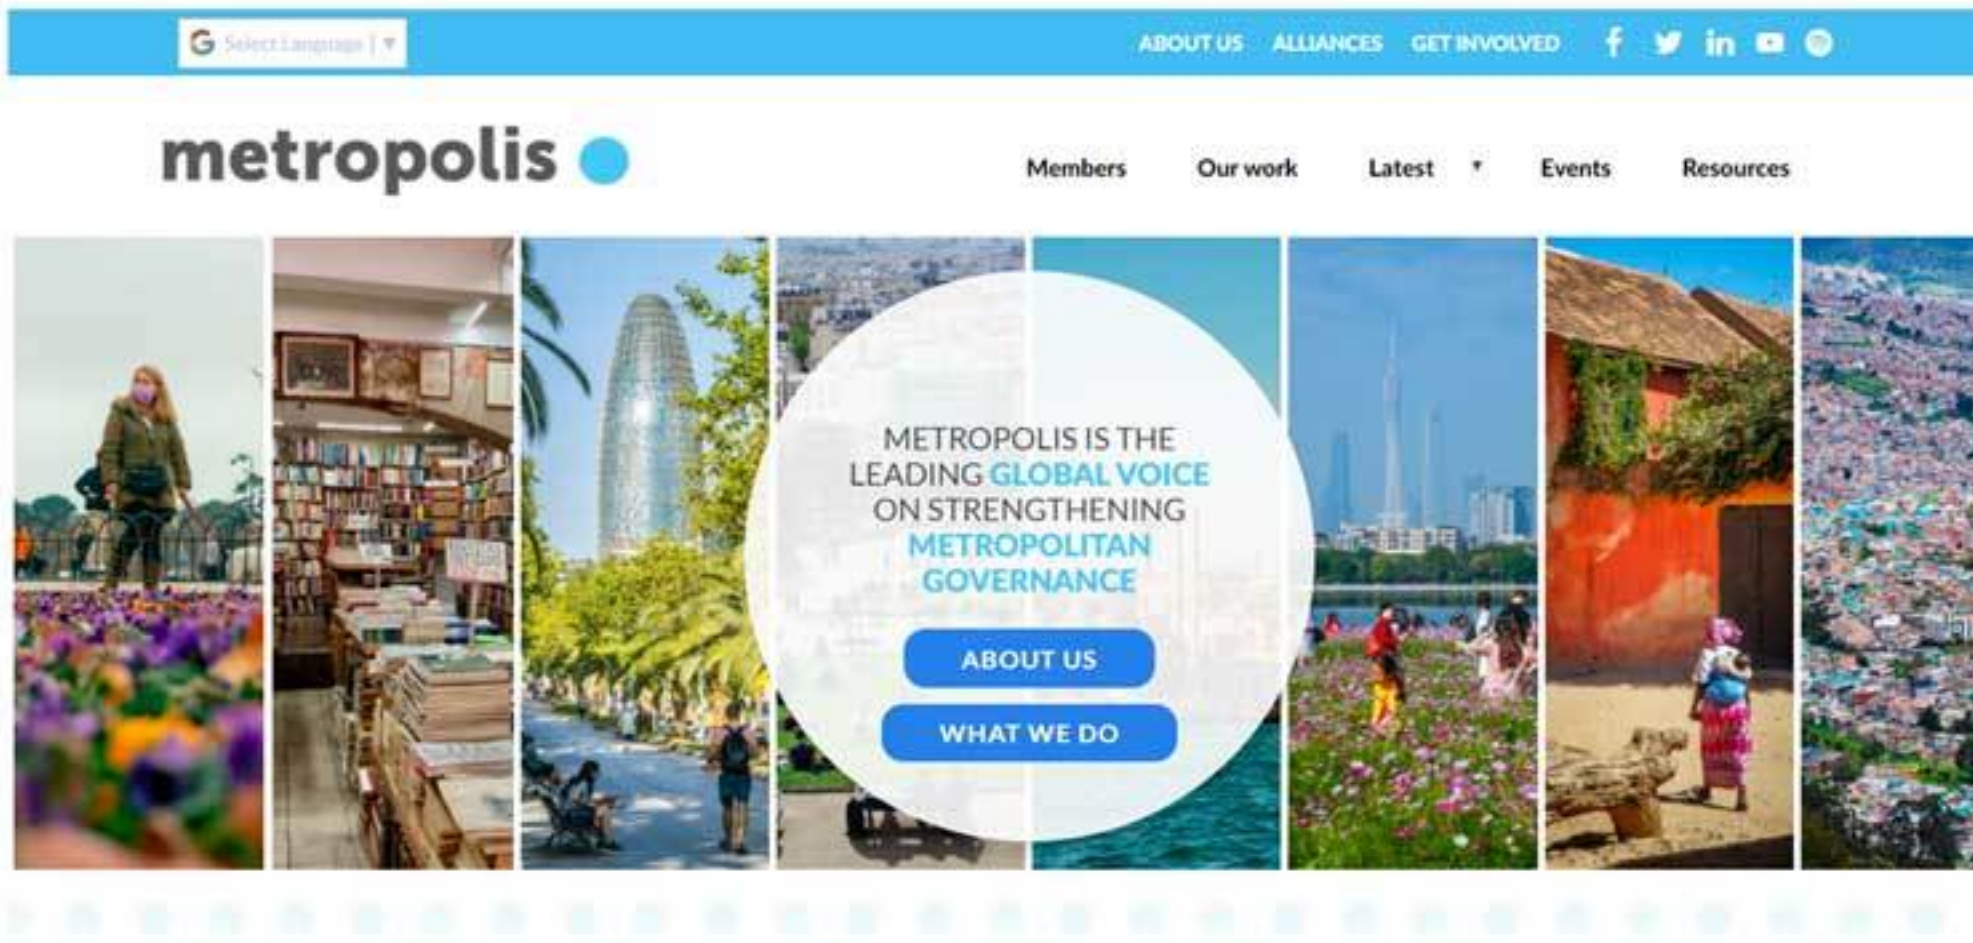 Select Language
ABOUT US ALLIANCES GET INVOLVED
metropolis
Members Our work Latest Events Resources
METROPOLIS IS THE
LEADING GLOBAL VOICE
ON STRENGTHENING
METROPOLITAN
GOVERNANCE
ABOUT US
WHAT WE DO